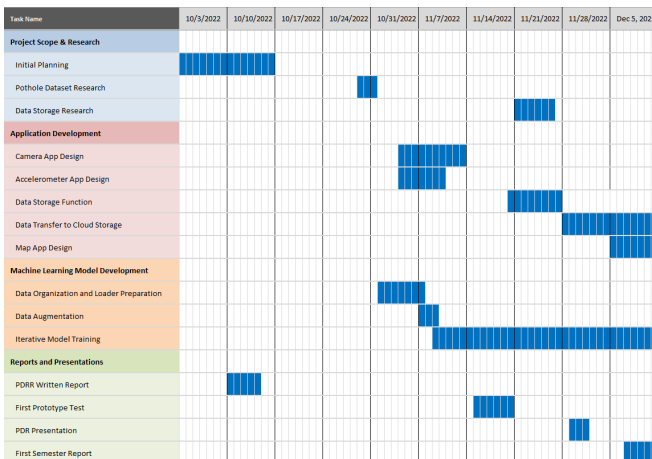 Task Name 10/3/2022 10/10/2022 10/17/2022 10/24/2022 10/31/2022 11/7/2022 11/14/2022 11/21/2022 11/28/2022 Dec 5, 202
Project Scope & Research
Initial Planning
Pothole Dataset Research
Data Storage Research
Application Development
Camera App Design
Accelerometer App Design
Data Storage Function
Data Transfer to Cloud Storage
Map App Design
Machine Learning Model Development
Data Organization and Loader Preparation
Data Augmentation
Iterative Model Training
Reports and Presentations
PDRR Written Report
First Prototype Test
PDR Presentation
First Semester Report